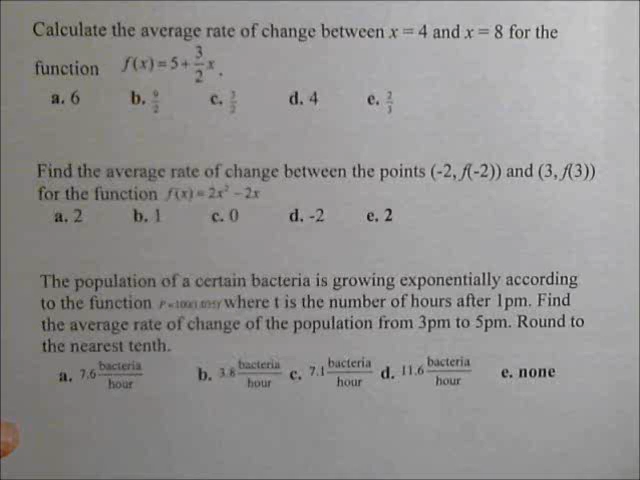 Calculate the average rate of change between x = 4 and x = 8 for the
function f(x) = 5 + 3/2 x .
a. 6 b. 9/2 c. 3/2 d. 4 e. 2/3
Find the average rate of change between the points (-2, f(-2)) and (3, f(3))
for the function f(x) = 2x² − 2x
a. 2 b. 1 c. 0 d. -2 e. 2
The population of a certain bacteria is growing exponentially according
to the function where t is the number of hours after 1pm. Find
the average rate of change of the population from 3pm to 5pm. Round to
the nearest tenth.
a. 7.6 bacteria/hour b. 3.8 bacteria/hour c. 7.1 bacteria/hour d. 11.6 bacteria/hour e. none